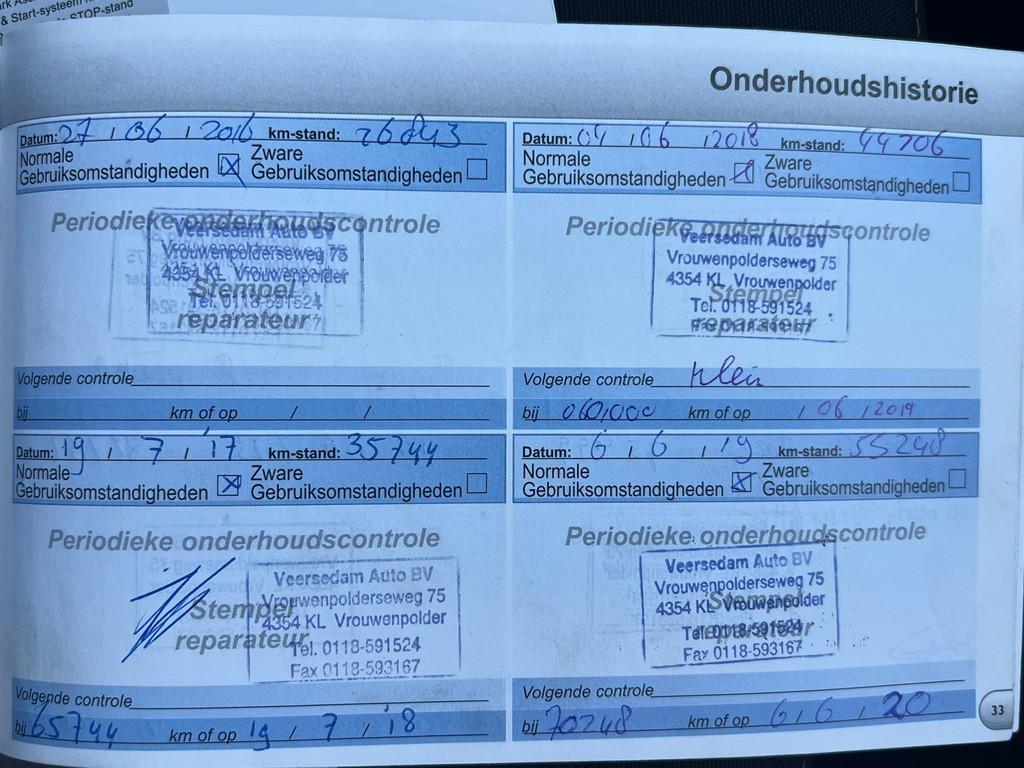 & Start-systeem
STOP-stand
Onderhoudshistorie
Datum: 27 / 06 / 2016 km-stand: 26843
Normale Gebruiksomstandigheden ☒ Zware Gebruiksomstandigheden ☐
Periodieke onderhoudscontrole
Veersedam Auto BV
Vrouwenpolderseweg 75
4354 KL Vrouwenpolder
Stempel
Tel. 0118-591524
reparateur
Volgende controle
bij km of op / /
Datum: 19 / 7 / '17 km-stand: 35744
Normale Gebruiksomstandigheden ☒ Zware Gebruiksomstandigheden ☐
Periodieke onderhoudscontrole
Veersedam Auto BV
Vrouwenpolderseweg 75
Stempel
4354 KL Vrouwenpolder
reparateur
Tel. 0118-591524
Fax 0118-593167
Volgende controle
bij 65744 km of op 19 / 7 / '18
Datum: 04 / 06 / 2018 km-stand: 44706
Normale Gebruiksomstandigheden ☒ Zware Gebruiksomstandigheden ☐
Periodieke onderhoudscontrole
Veersedam Auto BV
Vrouwenpolderseweg 75
4354 KL Vrouwenpolder
Stempel
Tel. 0118-591524
reparateur
Volgende controle Klein
bij 060,000 km of op / 06 / 2019
Datum: 6 / 6 / 19 km-stand: 55248
Normale Gebruiksomstandigheden ☒ Zware Gebruiksomstandigheden ☐
Periodieke onderhoudscontrole
Veersedam Auto BV
Vrouwenpolderseweg 75
Stempel
4354 KL Vrouwenpolder
Tel. 0118-591524
reparateur
Fax 0118-593167
Volgende controle
bij 70248 km of op 6 / 6 / 20
33